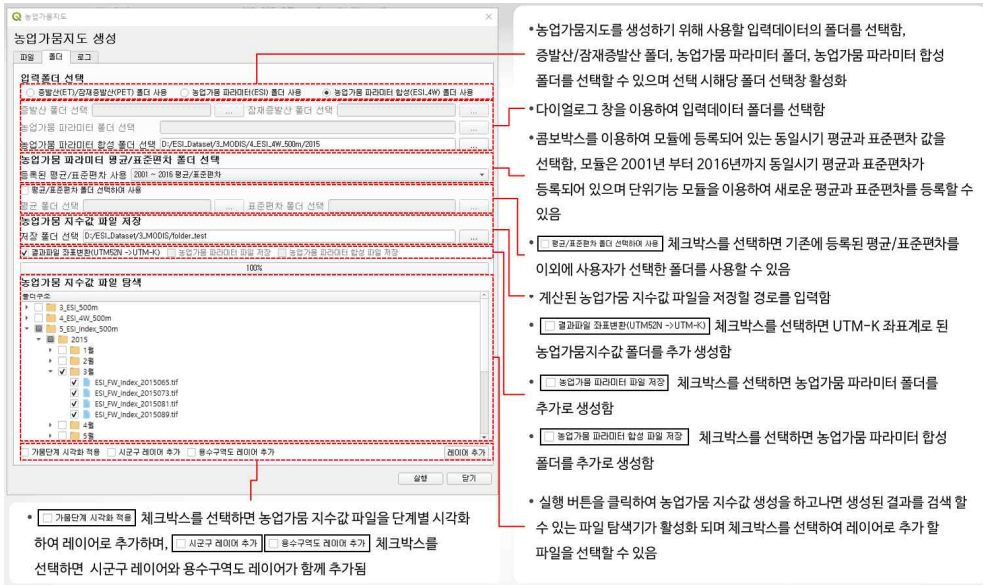 농업가뭄지도
농업가뭄지도 생성
파일 폴더 로그
입력폴더 선택
증발산(ET)/잠재증발산(PET) 폴더 사용 농업가뭄 파라미터(ESI) 폴더 사용 농업가뭄 파라미터 합성(ESI_4W) 폴더 사용
증발산 폴더 선택 ... 잠재증발산 폴더 선택 ...
농업가뭄 파라미터 폴더 선택 ...
농업가뭄 파라미터 합성 폴더 선택 D:/ESI_Dataset/3_MODIS/4_ESI_4W_500m/2015 ...
농업가뭄 파라미터 평균/표준편차 폴더 선택
등록된 평균/표준편차 사용 2001 ~ 2016 평균/표준편차
평균/표준편차 폴더 선택하여 사용
평균 폴더 선택 ... 표준편차 폴더 선택 ...
농업가뭄 지수값 파일 저장
저장 폴더 선택 D:/ESI_Dataset/3_MODIS/folder_test ...
결과파일 좌표변환(UTM52N ->UTM-K) 농업가뭄 파라미터 파일 저장 농업가뭄 파라미터 합성 파일 저장
100%
농업가뭄 지수값 파일 탐색
폴더구조
3_ESI_500m
4_ESI_4W_500m
5_ESI_Index_500m
2015
1월
2월
3월
ESI_FW_Index_2015065.tif
ESI_FW_Index_2015073.tif
ESI_FW_Index_2015081.tif
ESI_FW_Index_2015089.tif
4월
5월
가뭄단계 시각화 적용 시군구 레이어 추가 용수구역도 레이어 추가 레이어 추가
실행 닫기
• 가뭄단계 시각화 적용 체크박스를 선택하면 농업가뭄 지수값 파일을 단계별 시각화
하여 레이어로 추가하며, 시군구 레이어 추가 용수구역도 레이어 추가 체크박스를
선택하면 시군구 레이어와 용수구역도 레이어가 함께 추가됨
• 농업가뭄지도를 생성하기 위해 사용할 입력데이터의 폴더를 선택함,
증발산/잠재증발산 폴더, 농업가뭄 파라미터 폴더, 농업가뭄 파라미터 합성
폴더를 선택할 수 있으며 선택 시해당 폴더 선택창 활성화
• 다이얼로그 창을 이용하여 입력데이터 폴더를 선택함
• 콤보박스를 이용하여 모듈에 등록되어 있는 동일시기 평균과 표준편차 값을
선택함, 모듈은 2001년 부터 2016년까지 동일시기 평균과 표준편차가
등록되어 있으며 단위기능 모듈을 이용하여 새로운 평균과 표준편차를 등록할 수
있음
• 평균/표준편차 폴더 선택하여 사용 체크박스를 선택하면 기존에 등록된 평균/표준편차를
이외에 사용자가 선택한 폴더를 사용할 수 있음
• 계산된 농업가뭄 지수값 파일을 저장할 경로를 입력함
• 결과파일 좌표변환(UTM52N ->UTM-K) 체크박스를 선택하면 UTM-K 좌표계로 된
농업가뭄지수값 폴더를 추가 생성함
• 농업가뭄 파라미터 파일 저장 체크박스를 선택하면 농업가뭄 파라미터 폴더를
추가로 생성함
• 농업가뭄 파라미터 합성 파일 저장 체크박스를 선택하면 농업가뭄 파라미터 합성
폴더를 추가로 생성함
• 실행 버튼을 클릭하여 농업가뭄 지수값 생성을 하고나면 생성된 결과를 검색 할
수 있는 파일 탐색기가 활성화 되며 체크박스를 선택하여 레이어로 추가 할
파일을 선택할 수 있음